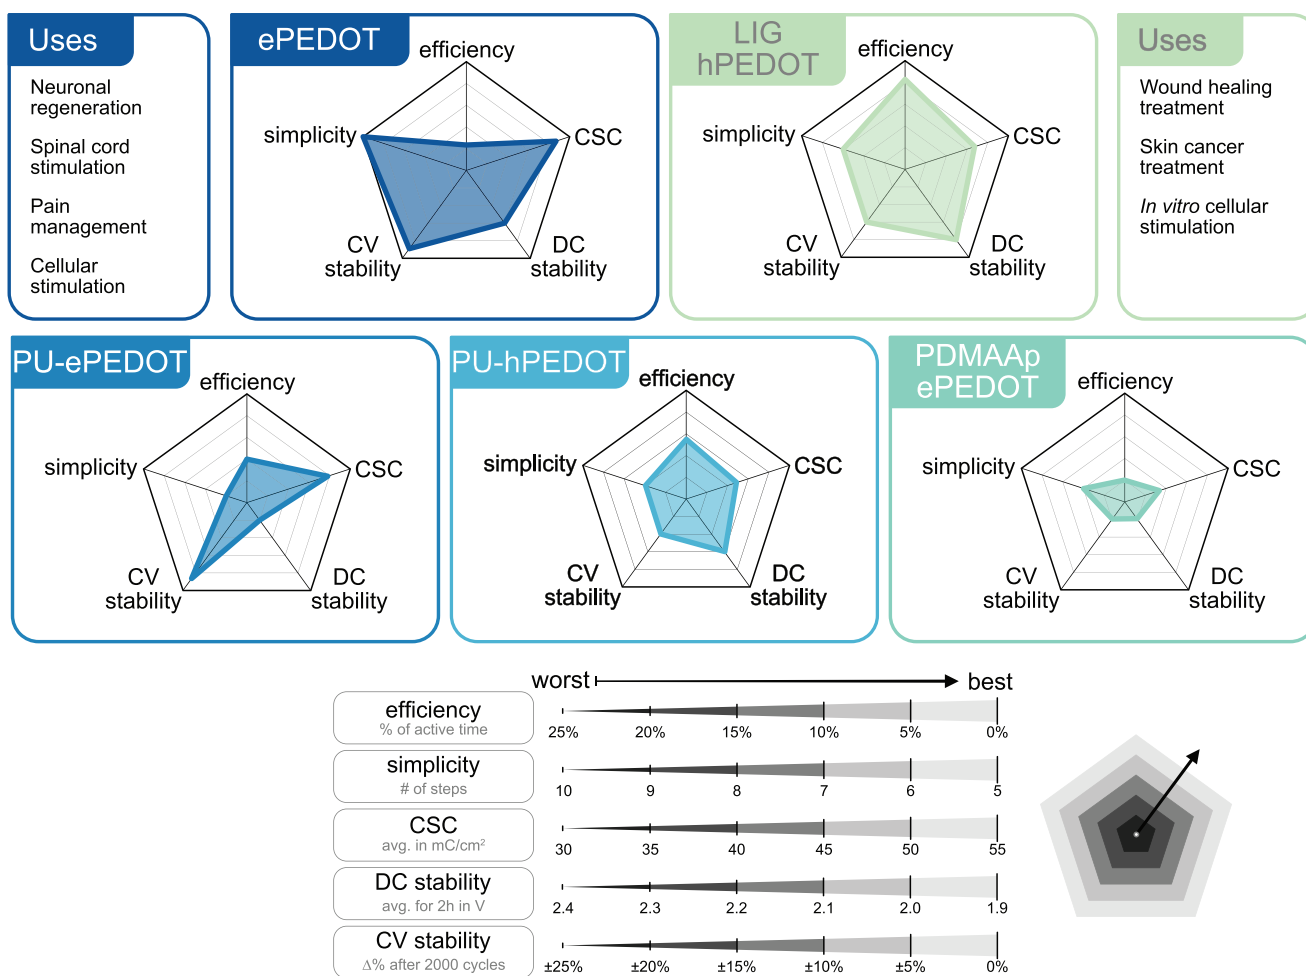 Uses
Neuronal
regeneration
Spinal cord
stimulation
Pain
management
Cellular
stimulation
ePEDOT
efficiency
simplicity
CSC
CV
stability
DC
stability
LIG
hPEDOT
efficiency
simplicity
CSC
CV
stability
DC
stability
Uses
Wound healing
treatment
Skin cancer
treatment
In vitro cellular
stimulation
PU-ePEDOT
efficiency
simplicity
CSC
CV
stability
DC
stability
PU-hPEDOT
efficiency
simplicity
CSC
CV
stability
DC
stability
PDMAAp
ePEDOT
efficiency
simplicity
CSC
CV
stability
DC
stability
worst
best
efficiency
% of active time
25% 20% 15% 10% 5% 0%
simplicity
# of steps
10 9 8 7 6 5
CSC
avg. in mC/cm²
30 35 40 45 50 55
DC stability
avg. for 2h in V
2.4 2.3 2.2 2.1 2.0 1.9
CV stability
Δ% after 2000 cycles
±25% ±20% ±15% ±10% ±5% 0%